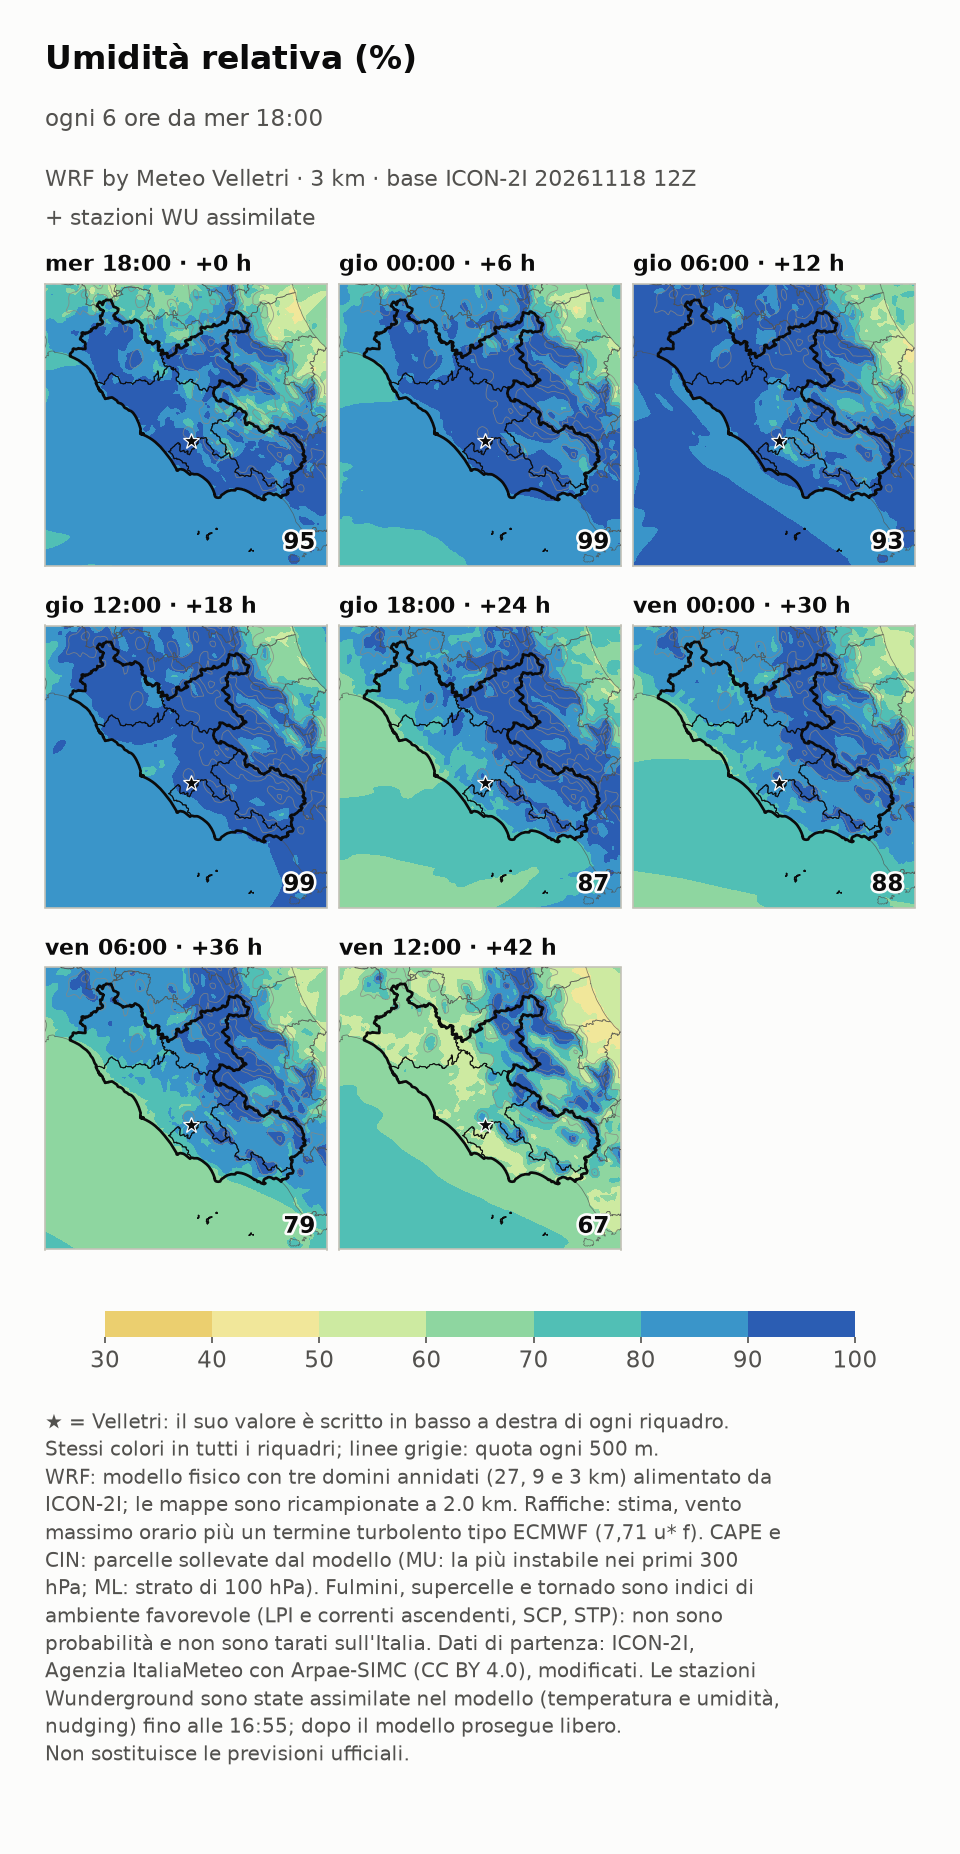 Umidità relativa (%)
ogni 6 ore da mer 18:00
WRF by Meteo Velletri · 3 km · base ICON-2I 20261118 12Z
+ stazioni WU assimilate
mer 18:00 · +0 h
gio 00:00 · +6 h
gio 06:00 · +12 h
95
99
93
gio 12:00 · +18 h
gio 18:00 · +24 h
ven 00:00 · +30 h
99
87
88
ven 06:00 · +36 h
ven 12:00 · +42 h
79
67
30 40 50 60 70 80 90 100
★ = Velletri: il suo valore è scritto in basso a destra di ogni riquadro.
Stessi colori in tutti i riquadri; linee grigie: quota ogni 500 m.
WRF: modello fisico con tre domini annidati (27, 9 e 3 km) alimentato da
ICON-2I; le mappe sono ricampionate a 2.0 km. Raffiche: stima, vento
massimo orario più un termine turbolento tipo ECMWF (7,71 u* f). CAPE e
CIN: parcelle sollevate dal modello (MU: la più instabile nei primi 300
hPa; ML: strato di 100 hPa). Fulmini, supercelle e tornado sono indici di
ambiente favorevole (LPI e correnti ascendenti, SCP, STP): non sono
probabilità e non sono tarati sull'Italia. Dati di partenza: ICON-2I,
Agenzia ItaliaMeteo con Arpae-SIMC (CC BY 4.0), modificati. Le stazioni
Wunderground sono state assimilate nel modello (temperatura e umidità,
nudging) fino alle 16:55; dopo il modello prosegue libero.
Non sostituisce le previsioni ufficiali.